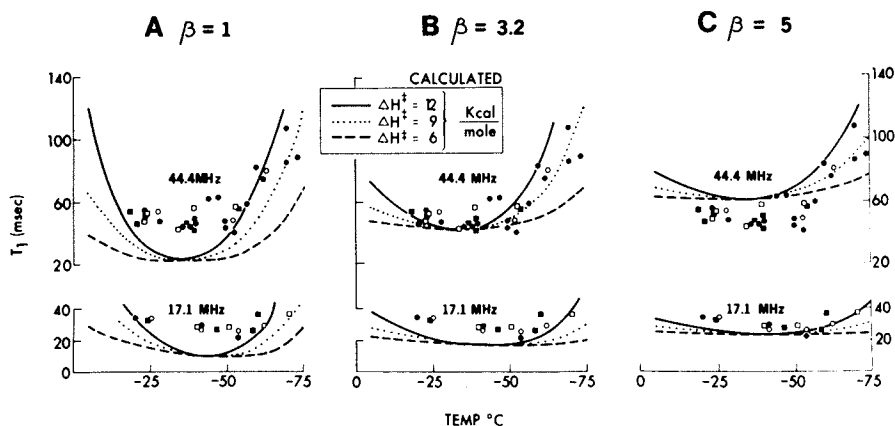 A β = 1
B β = 3.2
C β = 5
CALCULATED
ΔH‡ = 12
ΔH‡ = 9
ΔH‡ = 6
Kcal
mole
140
100
60
20
40
20
0
T₁ (msec)
44.4MHz
17.1 MHz
-25
-50
-75
0
44.4 MHz
17.1 MHz
-25
-50
-75
44.4 MHz
17.1 MHz
0
-25
-50
-75
140
100
60
20
40
20
TEMP °C